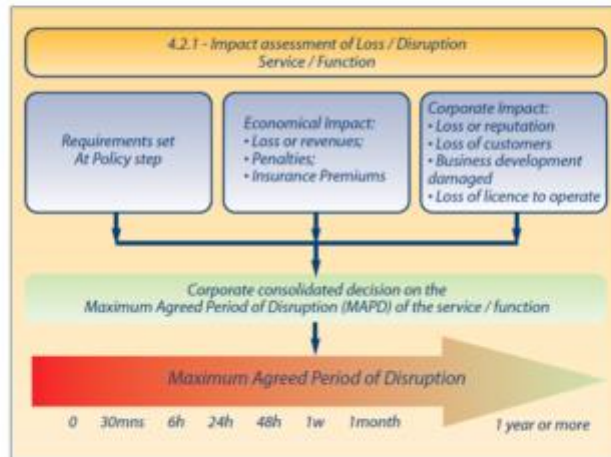 4.2.1 - Impact assessment of Loss / Disruption
Service / Function
Requirements set
At Policy step
Economical Impact:
• Loss or revenues;
• Penalties;
• Insurance Premiums
Corporate Impact:
• Loss or reputation
• Loss of customers
• Business development
damaged
• Loss of licence to operate
Corporate consolidated decision on the
Maximum Agreed Period of Disruption (MAPD) of the service / function
Maximum Agreed Period of Disruption
0 30mns 6h 24h 48h 1w 1month 1 year or more